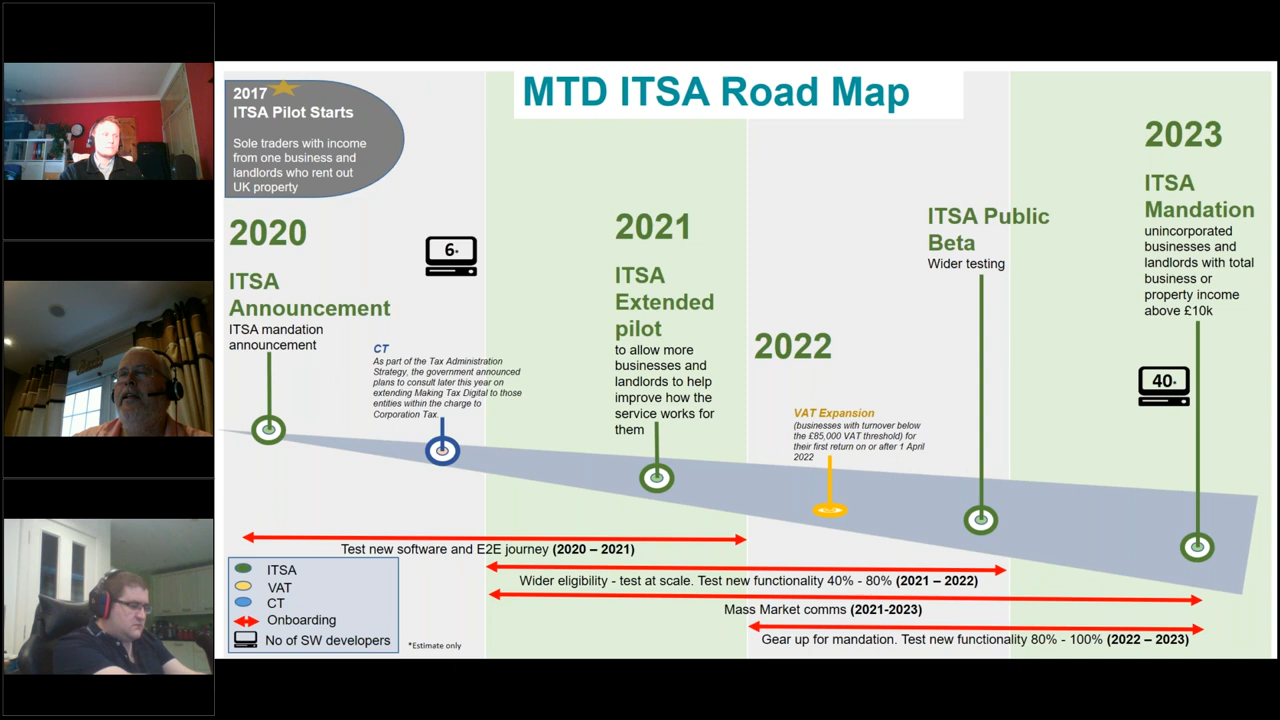 MTD ITSA Road Map
2017
ITSA Pilot Starts
Sole traders with income
from one business and
landlords who rent out
UK property
2020
ITSA
Announcement
ITSA mandation
announcement
6*
CT
As part of the Tax Administration
Strategy, the government announced
plans to consult later this year on
extending Making Tax Digital to those
entities within the charge to
Corporation Tax.
2021
ITSA
Extended
pilot
to allow more
businesses and
landlords to help
improve how the
service works for
them
2022
VAT Expansion
(businesses with turnover below
the £85,000 VAT threshold) for
their first return on or after 1 April
2022
ITSA Public
Beta
Wider testing
2023
ITSA
Mandation
unincorporated
businesses and
landlords with total
business or
property income
above £10k
40*
Test new software and E2E journey (2020 – 2021)
Wider eligibility - test at scale. Test new functionality 40% - 80% (2021 – 2022)
Mass Market comms (2021-2023)
Gear up for mandation. Test new functionality 80% - 100% (2022 – 2023)
ITSA
VAT
CT
Onboarding
No of SW developers
*Estimate only